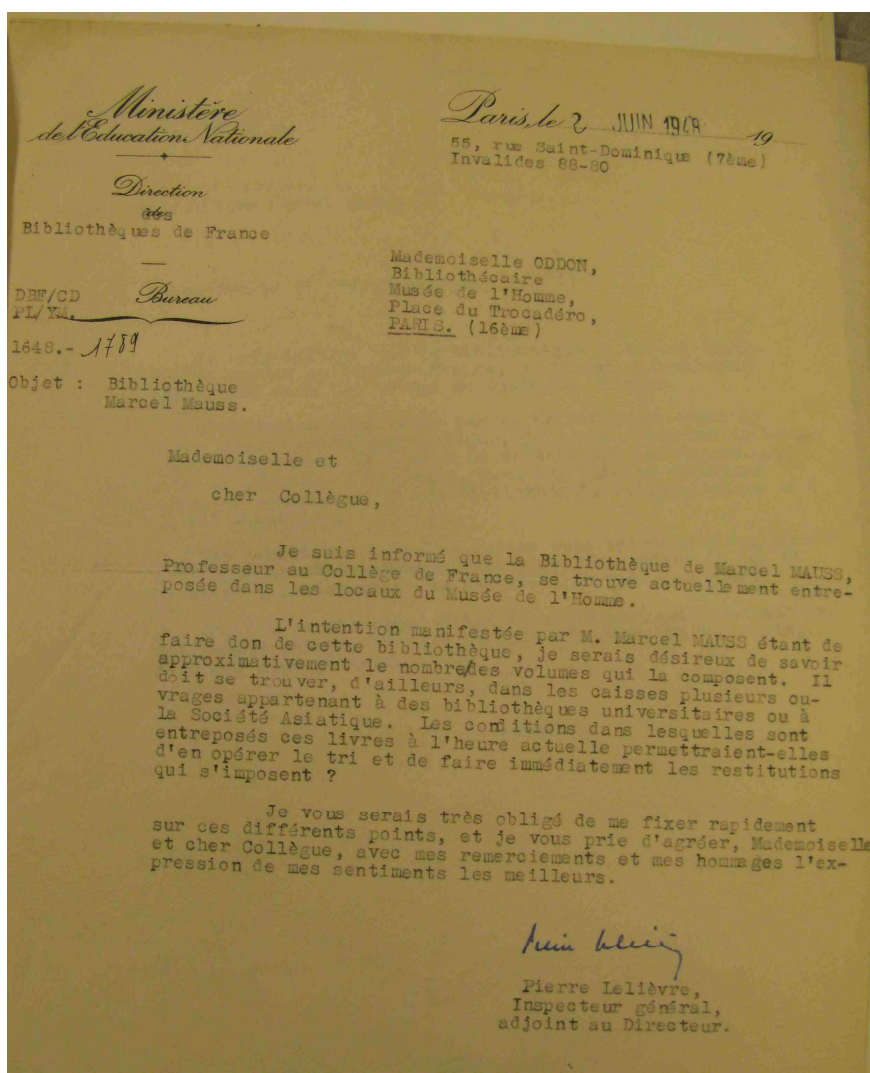 Ministère
de l'Éducation Nationale
Paris, le 2 JUIN 1948 19
55, rue Saint-Dominique (7ème)
Invalides 88-80
Direction
des
Bibliothèques de France
Mademoiselle ODDON,
Bibliothécaire
Musée de l'Homme,
Place du Trocadéro,
PARIS. (16ème)
DBF/CD Bureau
PL/YM.
1648.- 1789
Objet : Bibliothèque
Marcel Mauss.
Mademoiselle et
cher Collègue,
Je suis informé que la Bibliothèque de Marcel MAUSS,
Professeur au Collège de France, se trouve actuellement entre-
posée dans les locaux du Musée de l'Homme.
L'intention manifestée par M. Marcel MAUSS étant de
faire don de cette bibliothèque, je serais désireux de savoir
approximativement le nombre/des volumes qui la composent. Il
doit se trouver, d'ailleurs, dans les caisses plusieurs ou-
vrages appartenant à des bibliothèques universitaires ou à
la Société Asiatique. Les conditions dans lesquelles sont
entreposés ces livres à l'heure actuelle permettraient-elles
d'en opérer le tri et de faire immédiatement les restitutions
qui s'imposent ?
Je vous serais très obligé de me fixer rapidement
sur ces différents points, et je vous prie d'agréer, Mademoiselle
et cher Collègue, avec mes remerciements et mes hommages l'ex-
pression de mes sentiments les meilleurs.
Pierre Lelièvre,
Inspecteur général,
adjoint au Directeur.